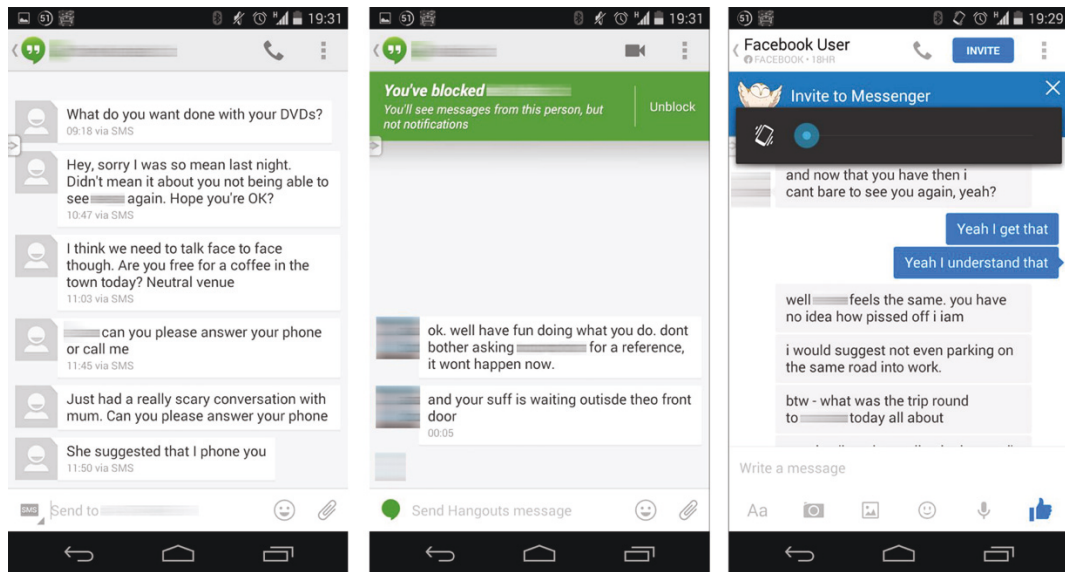 51
H
19:31
What do you want done with your DVDs?
09:18 via SMS
Hey, sorry I was so mean last night.
Didn't mean it about you not being able to
see again. Hope you're OK?
10:47 via SMS
I think we need to talk face to face
though. Are you free for a coffee in the
town today? Neutral venue
11:03 via SMS
can you please answer your phone
or call me
11:45 via SMS
Just had a really scary conversation with
mum. Can you please answer your phone
She suggested that I phone you
11:50 via SMS
SMS
Send to
51
H
19:31
You've blocked
You'll see messages from this person, but
not notifications
Unblock
ok. well have fun doing what you do. dont
bother asking for a reference,
it wont happen now.
and your suff is waiting outisde theo front
door
00:05
Send Hangouts message
51
H
19:29
Facebook User
FACEBOOK • 18HR
INVITE
Invite to Messenger
and now that you have then i
cant bare to see you again, yeah?
Yeah I get that
Yeah I understand that
well feels the same. you have
no idea how pissed off i iam
i would suggest not even parking on
the same road into work.
btw - what was the trip round
to today all about
Write a message
Aa